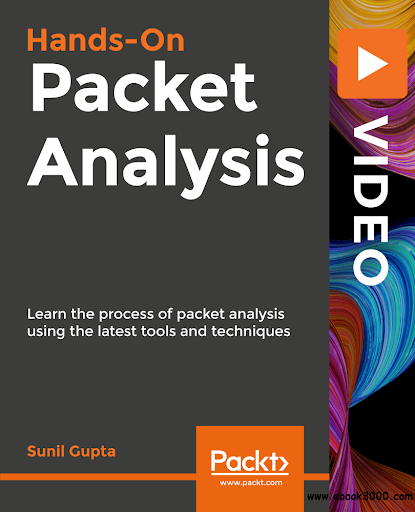 Hands-On
Packet
Analysis
VIDEO
Learn the process of packet analysis
using the latest tools and techniques
Sunil Gupta
Packt>
www.packt.com
www.ebook3000.com